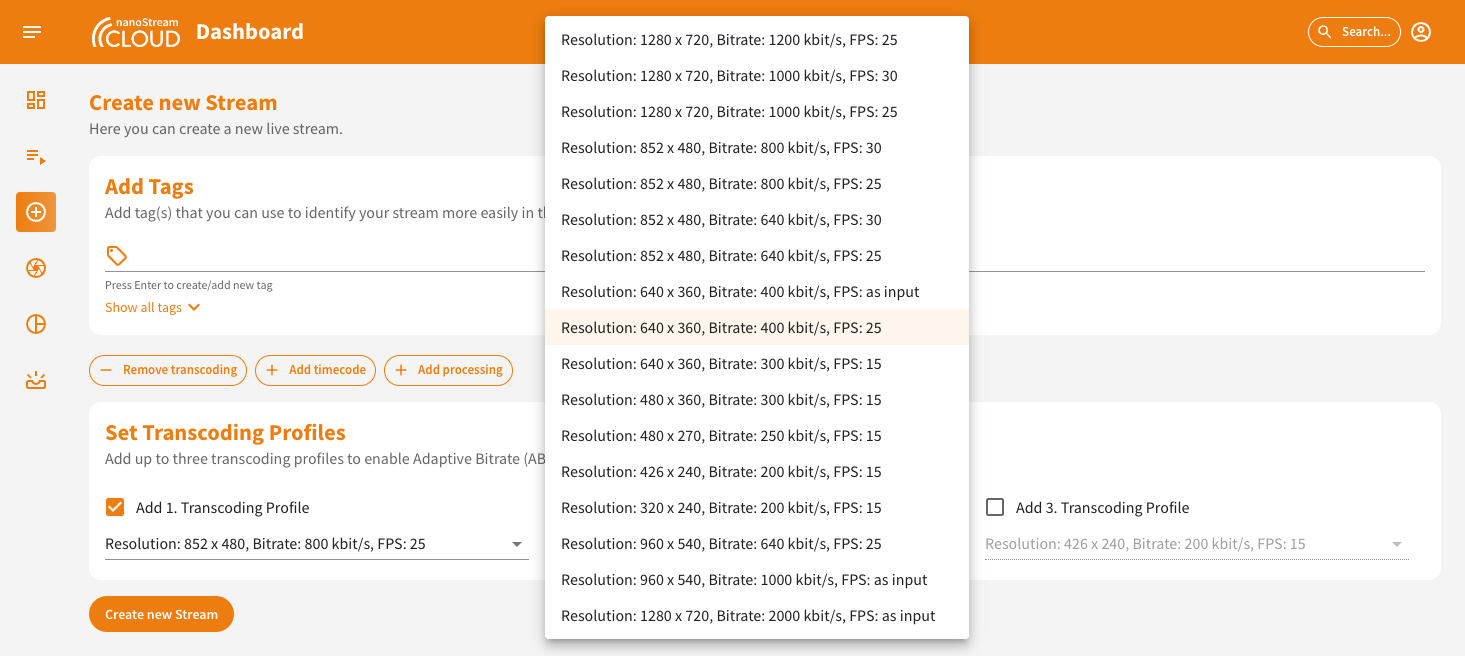 nanoStream
CLOUD
Dashboard
Search...
Create new Stream
Here you can create a new live stream.
Add Tags
Add tag(s) that you can use to identify your stream more easily in
Press Enter to create/add new tag
Show all tags
Remove transcoding
Add timecode
Add processing
Set Transcoding Profiles
Add up to three transcoding profiles to enable Adaptive Bitrate (AB
Add 1. Transcoding Profile
Resolution: 852 x 480, Bitrate: 800 kbit/s, FPS: 25
Resolution: 1280 x 720, Bitrate: 1200 kbit/s, FPS: 25
Resolution: 1280 x 720, Bitrate: 1000 kbit/s, FPS: 30
Resolution: 1280 x 720, Bitrate: 1000 kbit/s, FPS: 25
Resolution: 852 x 480, Bitrate: 800 kbit/s, FPS: 30
Resolution: 852 x 480, Bitrate: 800 kbit/s, FPS: 25
Resolution: 852 x 480, Bitrate: 640 kbit/s, FPS: 30
Resolution: 852 x 480, Bitrate: 640 kbit/s, FPS: 25
Resolution: 640 x 360, Bitrate: 400 kbit/s, FPS: as input
Resolution: 640 x 360, Bitrate: 400 kbit/s, FPS: 25
Resolution: 640 x 360, Bitrate: 300 kbit/s, FPS: 15
Resolution: 480 x 360, Bitrate: 300 kbit/s, FPS: 15
Resolution: 480 x 270, Bitrate: 250 kbit/s, FPS: 15
Resolution: 426 x 240, Bitrate: 200 kbit/s, FPS: 15
Resolution: 320 x 240, Bitrate: 200 kbit/s, FPS: 15
Resolution: 960 x 540, Bitrate: 640 kbit/s, FPS: 25
Resolution: 960 x 540, Bitrate: 1000 kbit/s, FPS: as input
Resolution: 1280 x 720, Bitrate: 2000 kbit/s, FPS: as input
Add 3. Transcoding Profile
Resolution: 426 x 240, Bitrate: 200 kbit/s, FPS: 15
Create new Stream